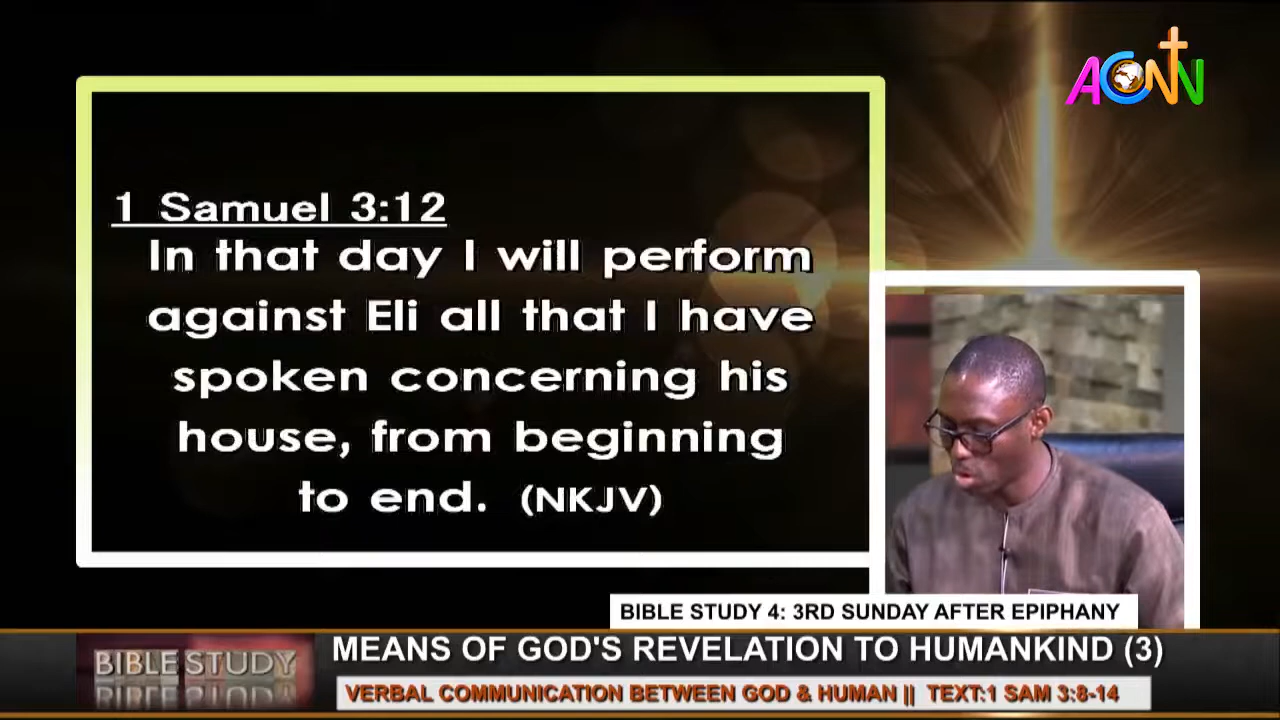 ACNN
1 Samuel 3:12
In that day I will perform
against Eli all that I have
spoken concerning his
house, from beginning
to end. (NKJV)
BIBLE STUDY 4: 3RD SUNDAY AFTER EPIPHANY
BIBLE STUDY
MEANS OF GOD'S REVELATION TO HUMANKIND (3)
VERBAL COMMUNICATION BETWEEN GOD & HUMAN || TEXT:1 SAM 3:8-14